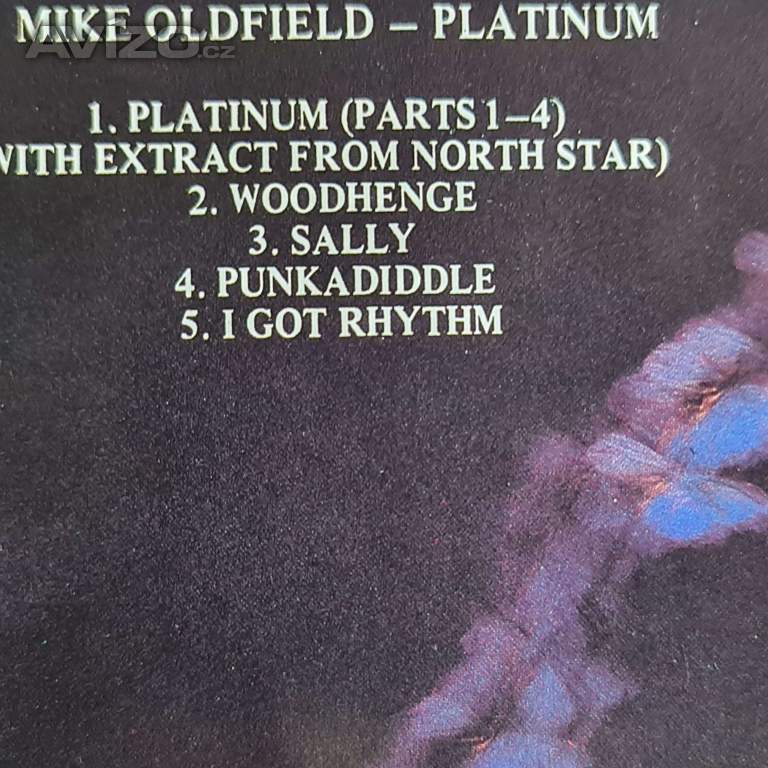 MIKE OLDFIELD – PLATINUM
AVIZO.cz
1. PLATINUM (PARTS 1–4)
WITH EXTRACT FROM NORTH STAR)
2. WOODHENGE
3. SALLY
4. PUNKADIDDLE
5. I GOT RHYTHM